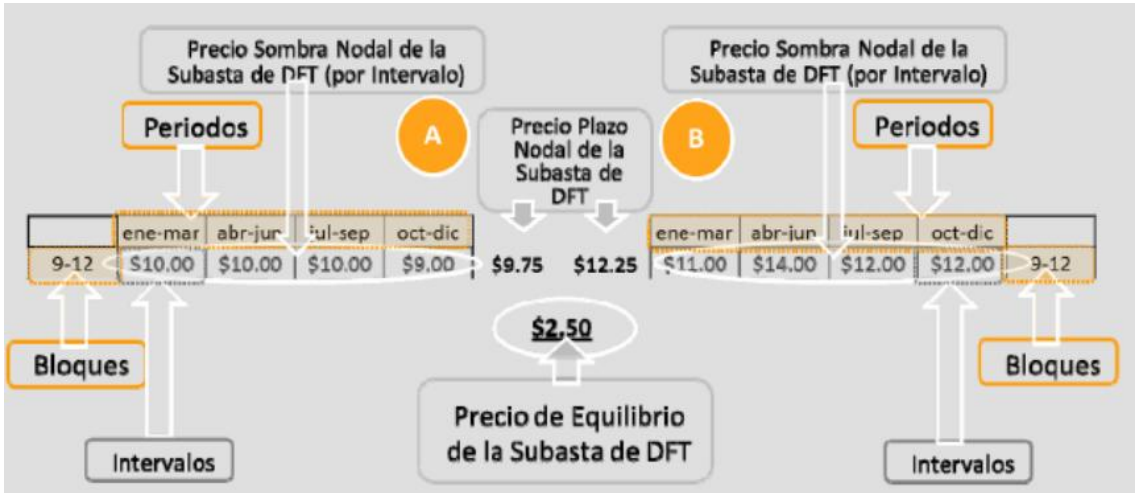 Precio Sombra Nodal de la
Subasta de DFT (por Intervalo)
Precio Sombra Nodal de la
Subasta de DFT (por Intervalo)
Periodos
A
Precio Plazo
Nodal de la
Subasta de
DFT
B
Periodos
ene-mar abr-jun jul-sep oct-dic
ene-mar abr-jun jul-sep oct-dic
9-12 $10.00 $10.00 $10.00 $9.00 $9.75 $12.25 $11.00 $14.00 $12.00 $12.00 9-12
$2.50
Bloques
Bloques
Precio de Equilibrio
de la Subasta de DFT
Intervalos
Intervalos